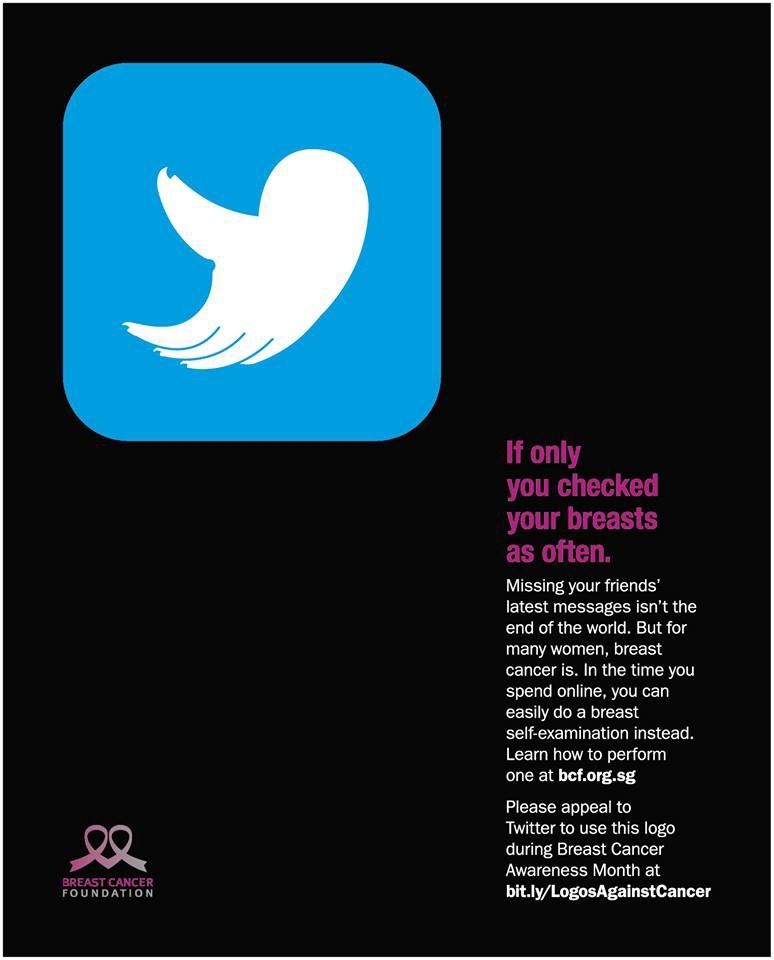 If only
you checked
your breasts
as often.
Missing your friends’
latest messages isn’t the
end of the world. But for
many women, breast
cancer is. In the time you
spend online, you can
easily do a breast
self-examination instead.
Learn how to perform
one at bcf.org.sg
Please appeal to
Twitter to use this logo
during Breast Cancer
Awareness Month at
bit.ly/LogosAgainstCancer
BREAST CANCER
FOUNDATION